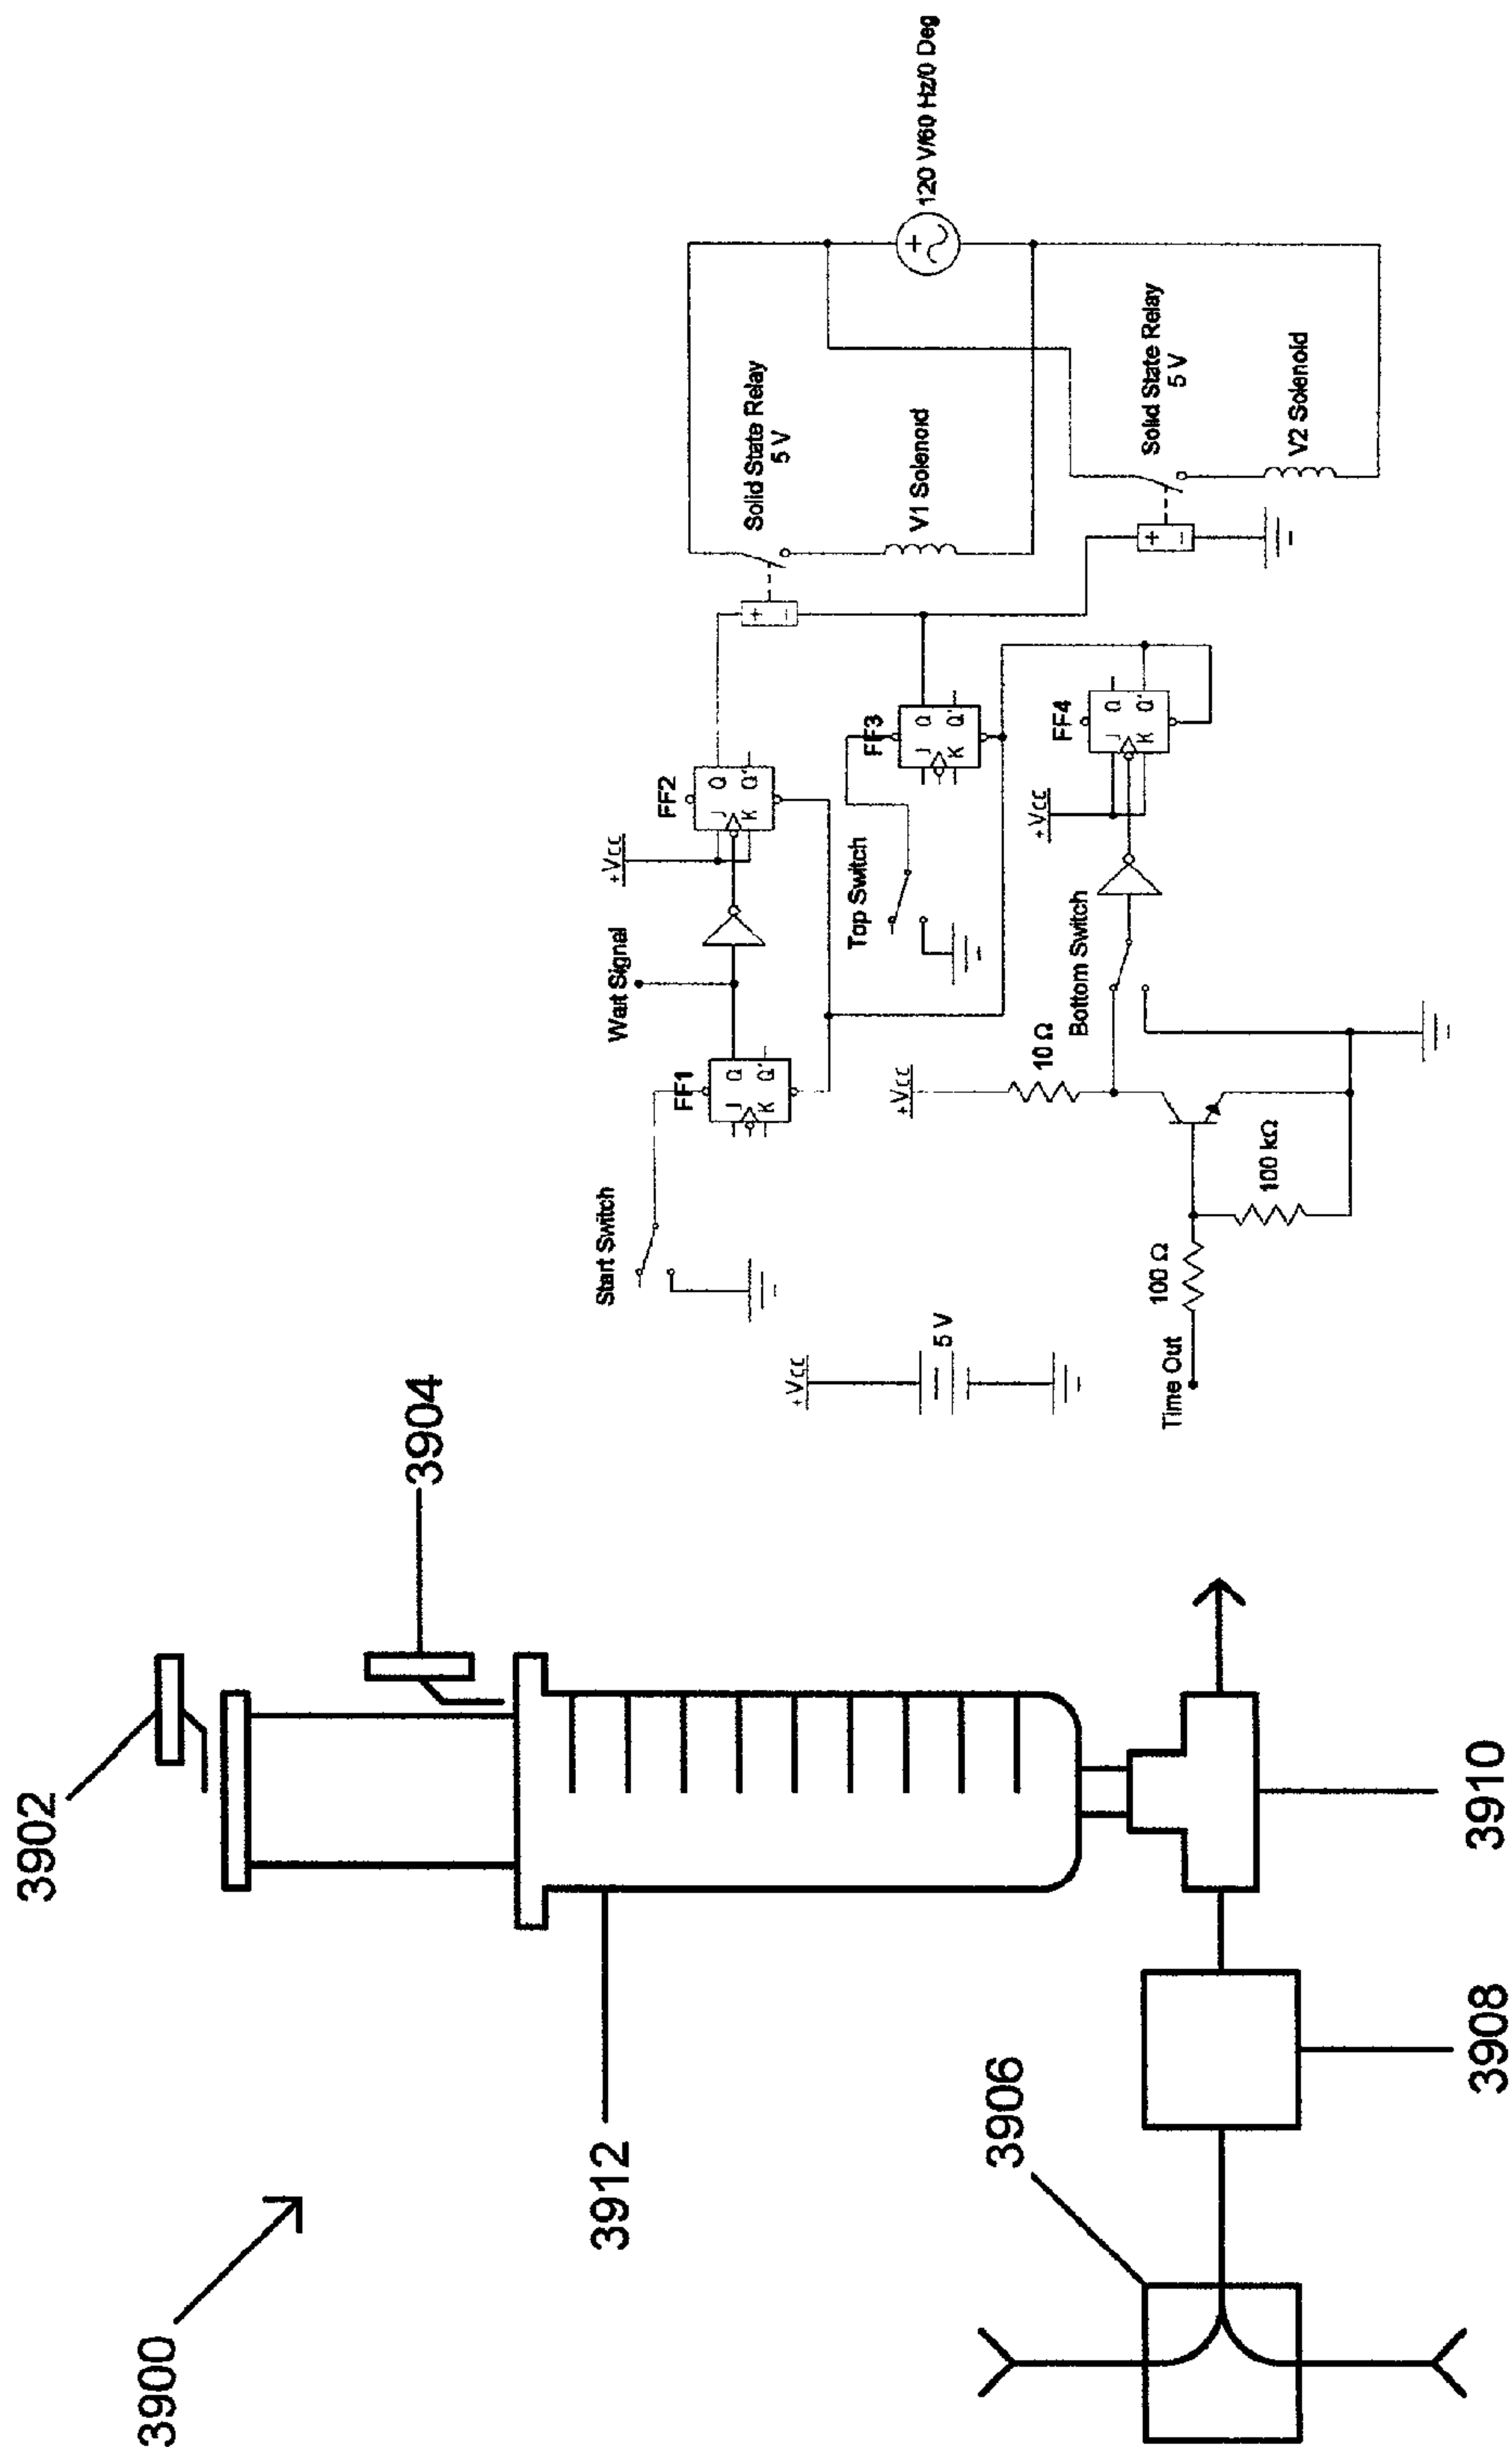 3900
3902
3904
3912
3906
3908
3910
Start Switch
FF1
J
Q
K
Q'
Wait Signal
+Vcc
FF2
J
Q
K
Q'
Solid State Relay
5 V
+
-
V1 Solenoid
120 V/60 Hz/0 Deg
+
Top Switch
FF3
J
Q
K
Q'
+Vcc
5 V
+Vcc
10 Ω
Bottom Switch
+Vcc
FF4
J
Q
K
Q'
Solid State Relay
5 V
+
-
V2 Solenoid
Time Out
100 Ω
100 kΩ